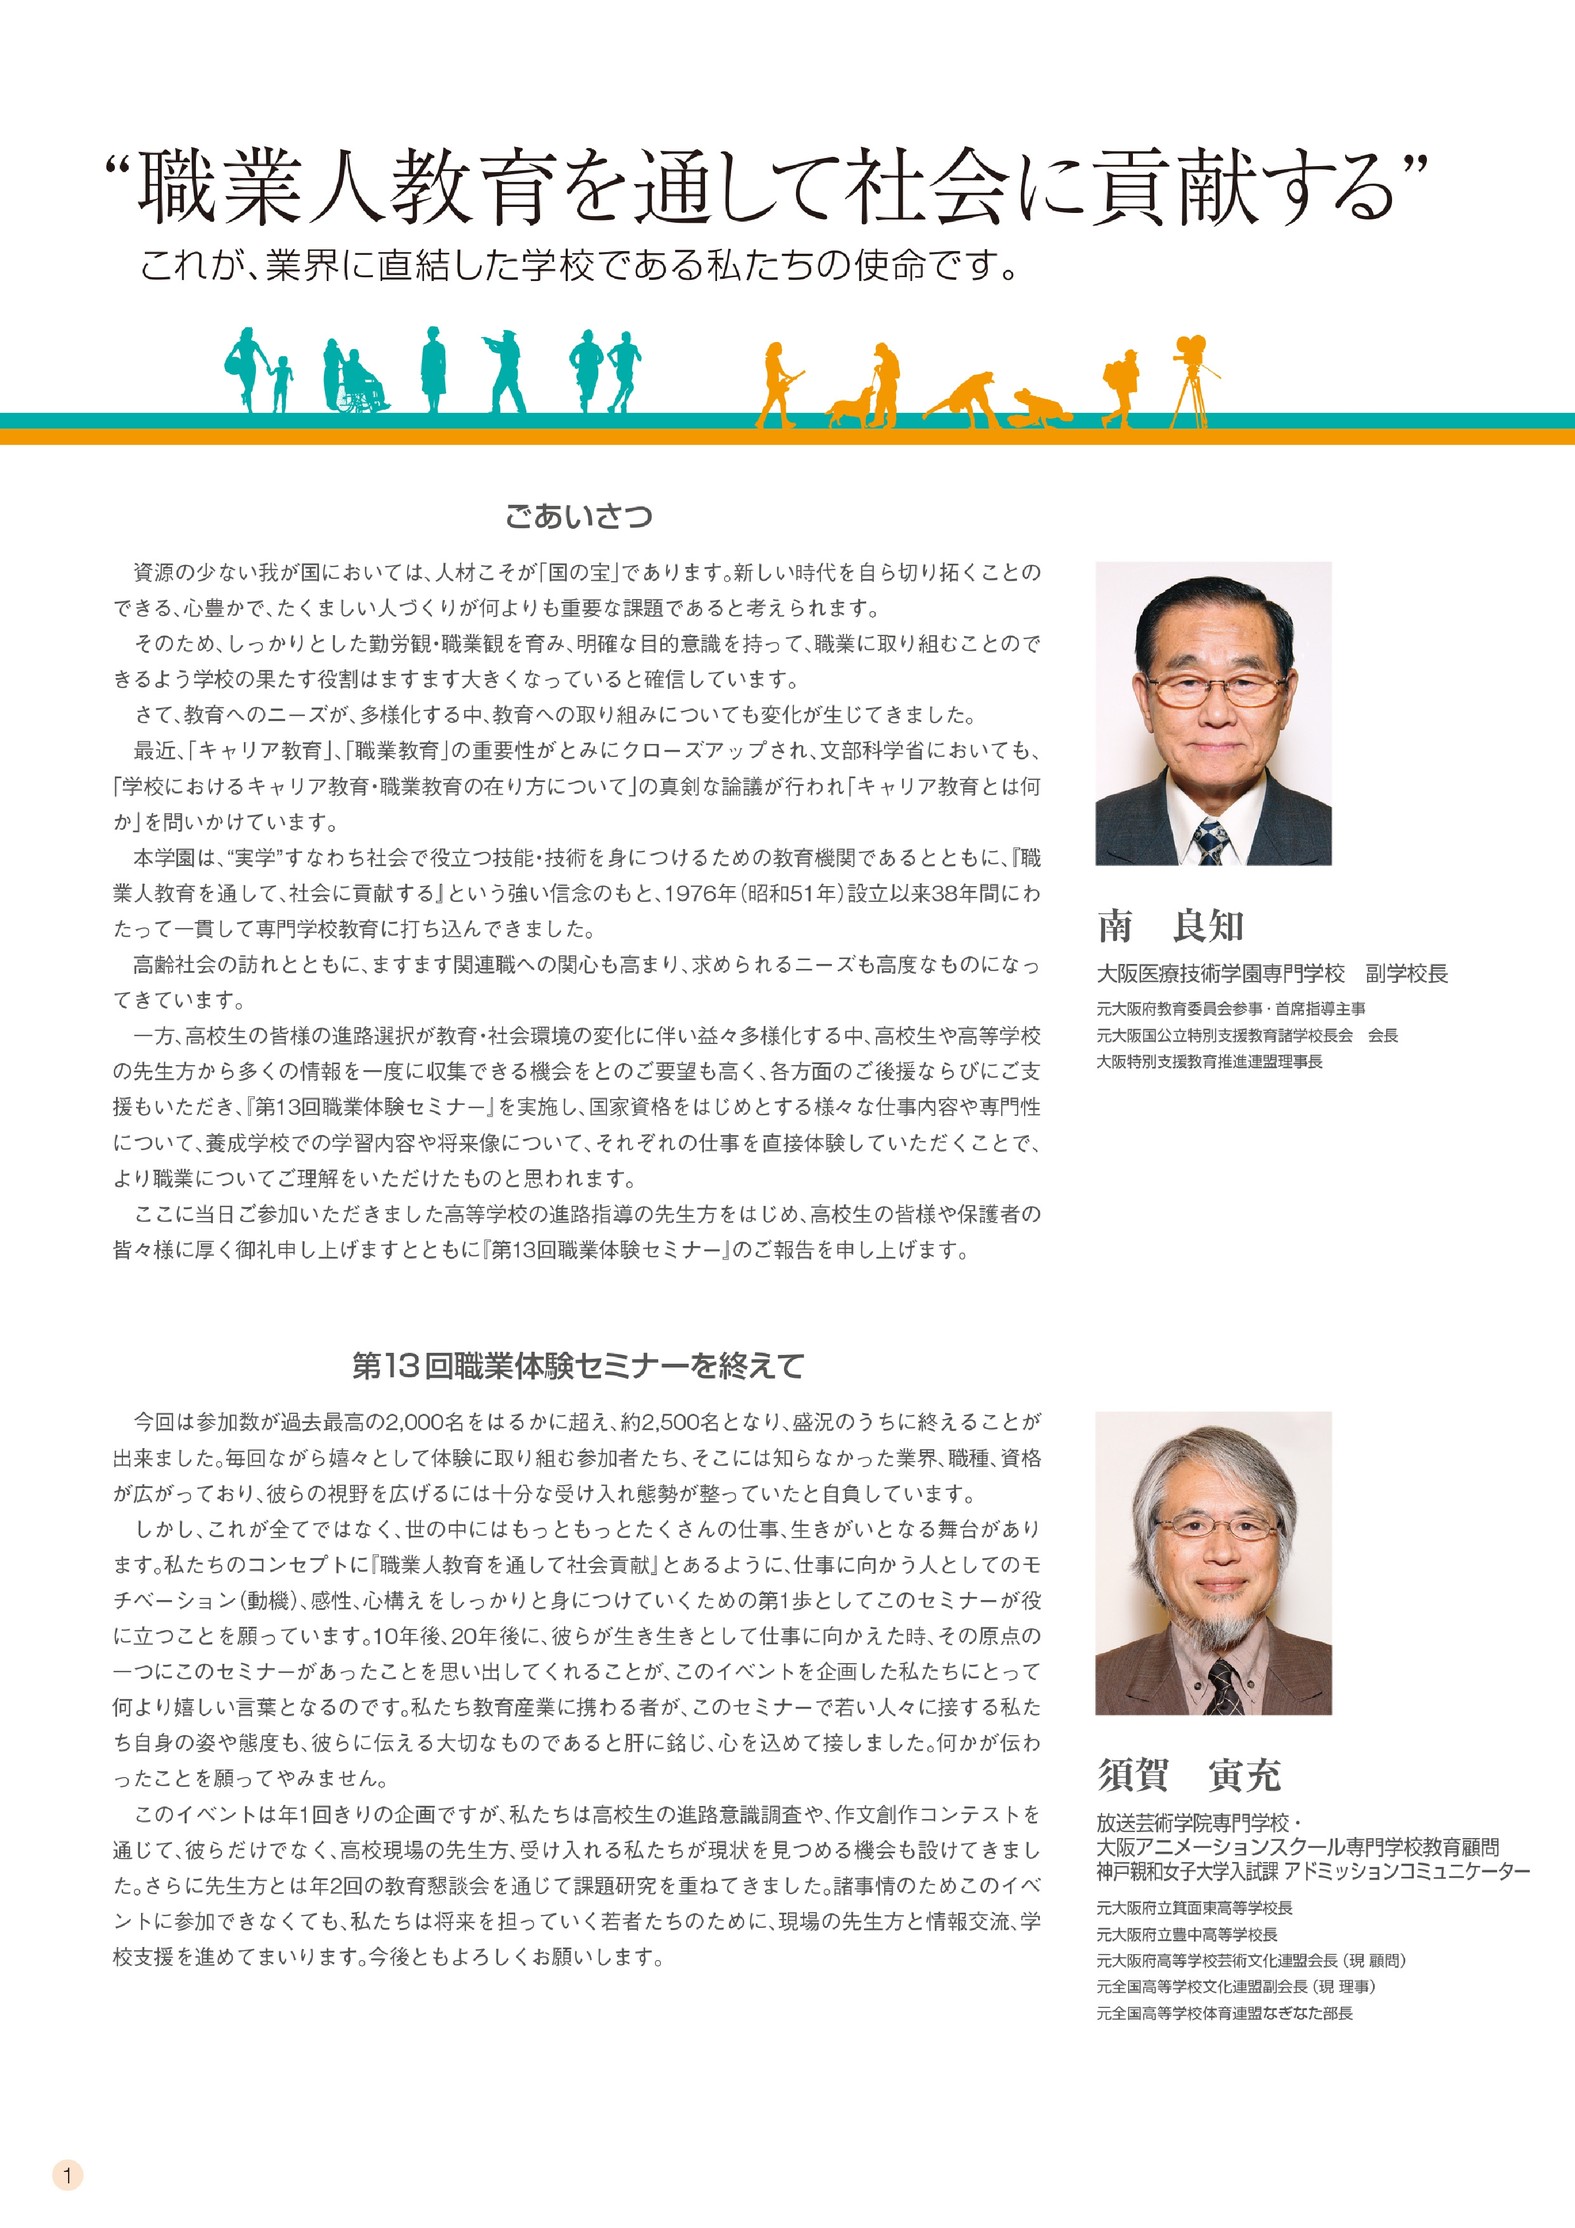 “職業人教育を通して社会に貢献する”
これが、業界に直結した学校である私たちの使命です。
ごあいさつ
　資源の少ない我が国においては、人材こそが「国の宝」であります。新しい時代を自ら切り拓くことの
できる、心豊かで、たくましい人づくりが何よりも重要な課題であると考えられます。
　そのため、しっかりとした勤労観・職業観を育み、明確な目的意識を持って、職業に取り組むことので
きるよう学校の果たす役割はますます大きくなっていると確信しています。
　さて、教育へのニーズが、多様化する中、教育への取り組みについても変化が生じてきました。
　最近、「キャリア教育」、「職業教育」の重要性がとみにクローズアップされ、文部科学省においても、
「学校におけるキャリア教育・職業教育の在り方について」の真剣な論議が行われ「キャリア教育とは何
か」を問いかけています。
　本学園は、“実学”すなわち社会で役立つ技能・技術を身につけるための教育機関であるとともに、『職
業人教育を通して、社会に貢献する』という強い信念のもと、1976年（昭和51年）設立以来38年間にわ
たって一貫して専門学校教育に打ち込んできました。
　高齢社会の訪れとともに、ますます関連職への関心も高まり、求められるニーズも高度なものになっ
てきています。
　一方、高校生の皆様の進路選択が教育・社会環境の変化に伴い益々多様化する中、高校生や高等学校
の先生方から多くの情報を一度に収集できる機会をとのご要望も高く、各方面のご後援ならびにご支
援もいただき、『第13回職業体験セミナー』を実施し、国家資格をはじめとする様々な仕事内容や専門性
について、養成学校での学習内容や将来像について、それぞれの仕事を直接体験していただくことで、
より職業についてご理解をいただけたものと思われます。
　ここに当日ご参加いただきました高等学校の進路指導の先生方をはじめ、高校生の皆様や保護者の
皆々様に厚く御礼申し上げますとともに『第13回職業体験セミナー』のご報告を申し上げます。
南　良知
大阪医療技術学園専門学校　副学校長
元大阪府教育委員会参事・首席指導主事
元大阪国公立特別支援教育諸学校長会　会長
大阪特別支援教育推進連盟理事長
第13回職業体験セミナーを終えて
　今回は参加数が過去最高の2,000名をはるかに超え、約2,500名となり、盛況のうちに終えることが
出来ました。毎回ながら嬉々として体験に取り組む参加者たち、そこには知らなかった業界、職種、資格
が広がっており、彼らの視野を広げるには十分な受け入れ態勢が整っていたと自負しています。
　しかし、これが全てではなく、世の中にはもっともっとたくさんの仕事、生きがいとなる舞台があり
ます。私たちのコンセプトに『職業人教育を通して社会貢献』とあるように、仕事に向かう人としてのモ
チベーション（動機）、感性、心構えをしっかりと身につけていくための第1歩としてこのセミナーが役
に立つことを願っています。10年後、20年後に、彼らが生き生きとして仕事に向かえた時、その原点の
一つにこのセミナーがあったことを思い出してくれることが、このイベントを企画した私たちにとって
何より嬉しい言葉となるのです。私たち教育産業に携わる者が、このセミナーで若い人々に接する私た
ち自身の姿や態度も、彼らに伝える大切なものであると肝に銘じ、心を込めて接しました。何かが伝わ
ったことを願ってやみません。
　このイベントは年1回きりの企画ですが、私たちは高校生の進路意識調査や、作文創作コンテストを
通じて、彼らだけでなく、高校現場の先生方、受け入れる私たちが現状を見つめる機会も設けてきまし
た。さらに先生方とは年2回の教育懇談会を通じて課題研究を重ねてきました。諸事情のためこのイベ
ントに参加できなくても、私たちは将来を担っていく若者たちのために、現場の先生方と情報交流、学
校支援を進めてまいります。今後ともよろしくお願いします。
須賀　寅充
放送芸術学院専門学校・
大阪アニメーションスクール専門学校教育顧問
神戸親和女子大学入試課 アドミッションコミュニケーター
元大阪府立箕面東高等学校長
元大阪府立豊中高等学校長
元大阪府高等学校芸術文化連盟会長（現 顧問）
元全国高等学校文化連盟副会長（現 理事）
元全国高等学校体育連盟なぎなた部長
1